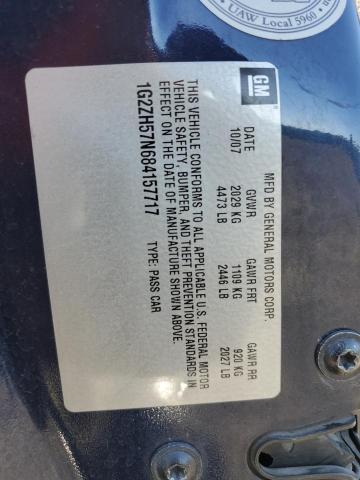 UAW Local 5960
GM
MFD BY GENERAL MOTORS CORP.
DATE GVWR GAWR FRT GAWR RR
10/07 2029 KG 1109 KG 920 KG
4473 LB 2446 LB 2027 LB
THIS VEHICLE CONFORMS TO ALL APPLICABLE U.S. FEDERAL MOTOR
VEHICLE SAFETY, BUMPER, AND THEFT PREVENTION STANDARDS IN
EFFECT ON THE DATE OF MANUFACTURE SHOWN ABOVE.
1G2ZH57N684157717 TYPE: PASS CAR